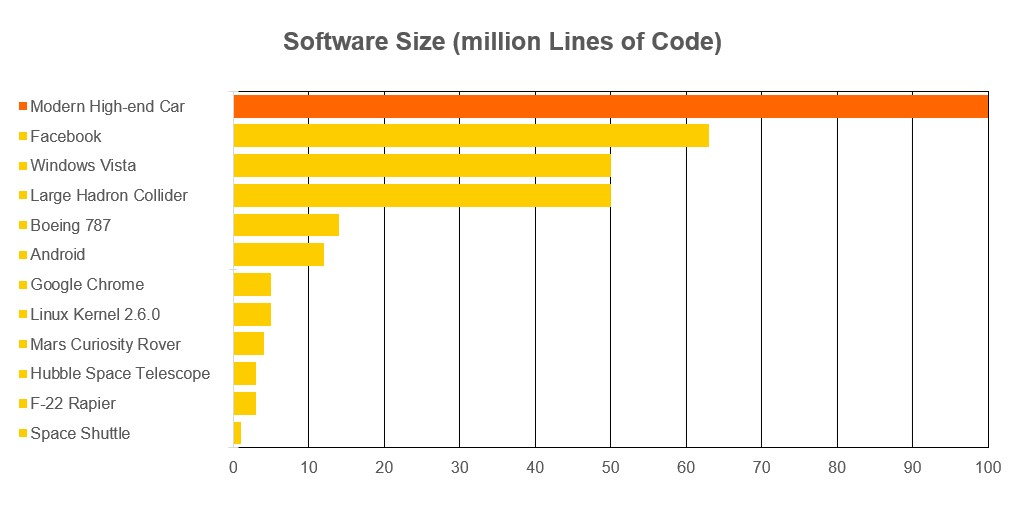 Software Size (million Lines of Code)
Modern High-end Car
Facebook
Windows Vista
Large Hadron Collider
Boeing 787
Android
Google Chrome
Linux Kernel 2.6.0
Mars Curiosity Rover
Hubble Space Telescope
F-22 Rapier
Space Shuttle
0 10 20 30 40 50 60 70 80 90 100